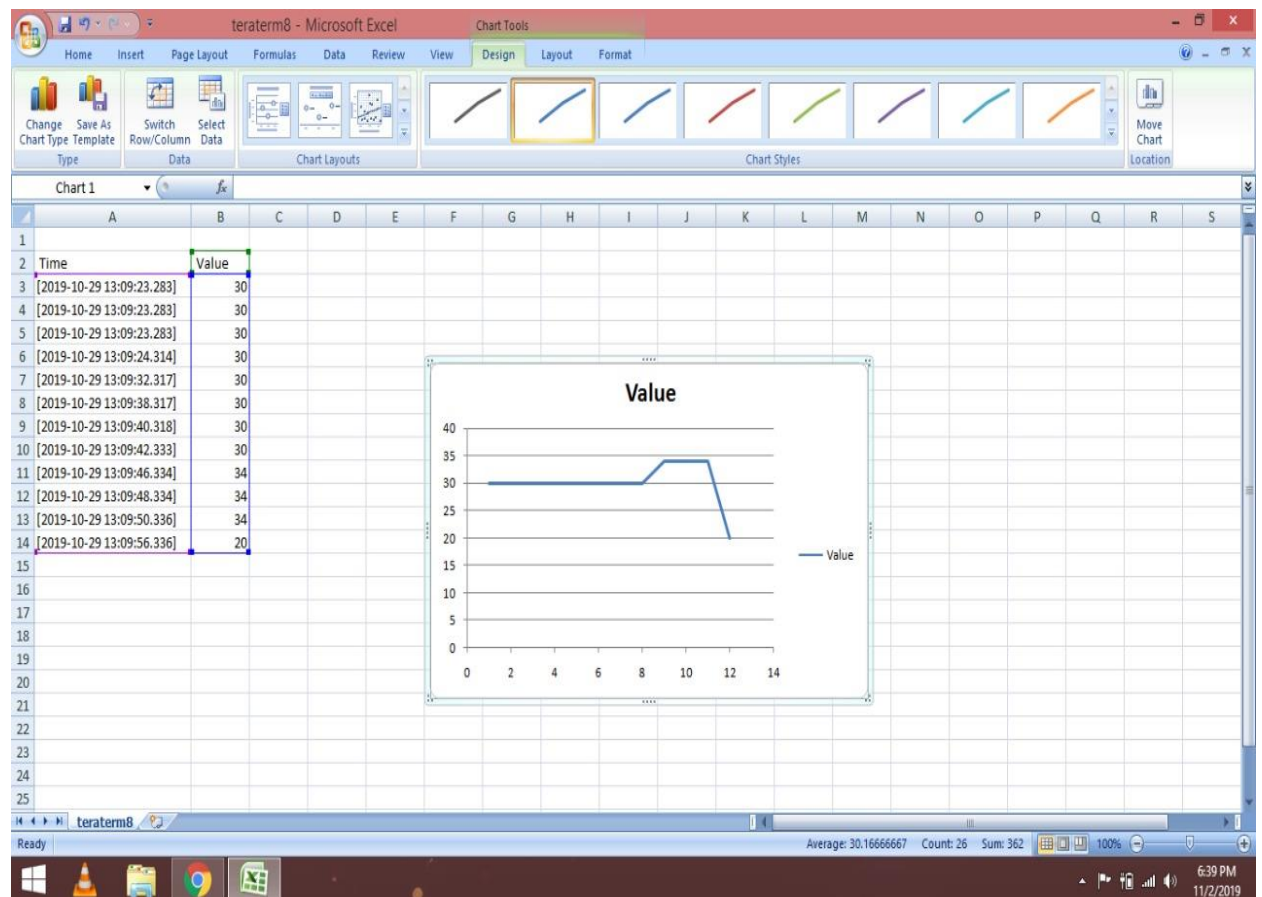 teraterm8 - Microsoft Excel Chart Tools
Home Insert Page Layout Formulas Data Review View Design Layout Format
Change Chart Type Save As Template Switch Row/Column Select Data Move Chart
Type Data Chart Layouts Chart Styles Location
Chart 1 fx
A B C D E F G H I J K L M N O P Q R S
1
2 Time Value
3 [2019-10-29 13:09:23.283] 30
4 [2019-10-29 13:09:23.283] 30
5 [2019-10-29 13:09:23.283] 30
6 [2019-10-29 13:09:24.314] 30
7 [2019-10-29 13:09:32.317] 30
8 [2019-10-29 13:09:38.317] 30
9 [2019-10-29 13:09:40.318] 30
10 [2019-10-29 13:09:42.333] 30
11 [2019-10-29 13:09:46.334] 34
12 [2019-10-29 13:09:48.334] 34
13 [2019-10-29 13:09:50.336] 34
14 [2019-10-29 13:09:56.336] 20
15
16
17
18
19
20
21
22
23
24
25
Value
40
35
30
25
20
15
10
5
0
0 2 4 6 8 10 12 14
Value
teraterm8
Ready Average: 30.16666667 Count: 26 Sum: 362 100%
6:39 PM
11/2/2019